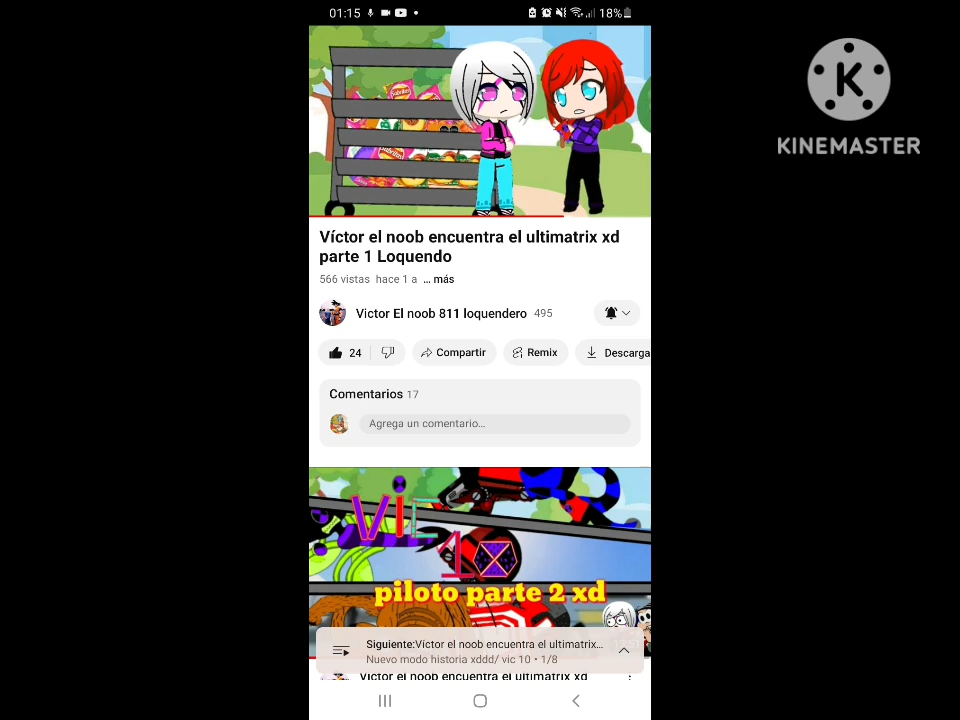 01:15
18%
K
KINEMASTER
Sabritas
Víctor el noob encuentra el ultimatrix xd
parte 1 Loquendo
566 vistas hace 1 a ... más
Victor El noob 811 loquendero 495
24 Compartir Remix Descarga
Comentarios 17
Agrega un comentario...
Vic
10
piloto parte 2 xd
Siguiente:Víctor el noob encuentra el ultimatrix...
Nuevo modo historia xddd/ vic 10 • 1/8
Víctor el noob encuentra el ultimatrix xd